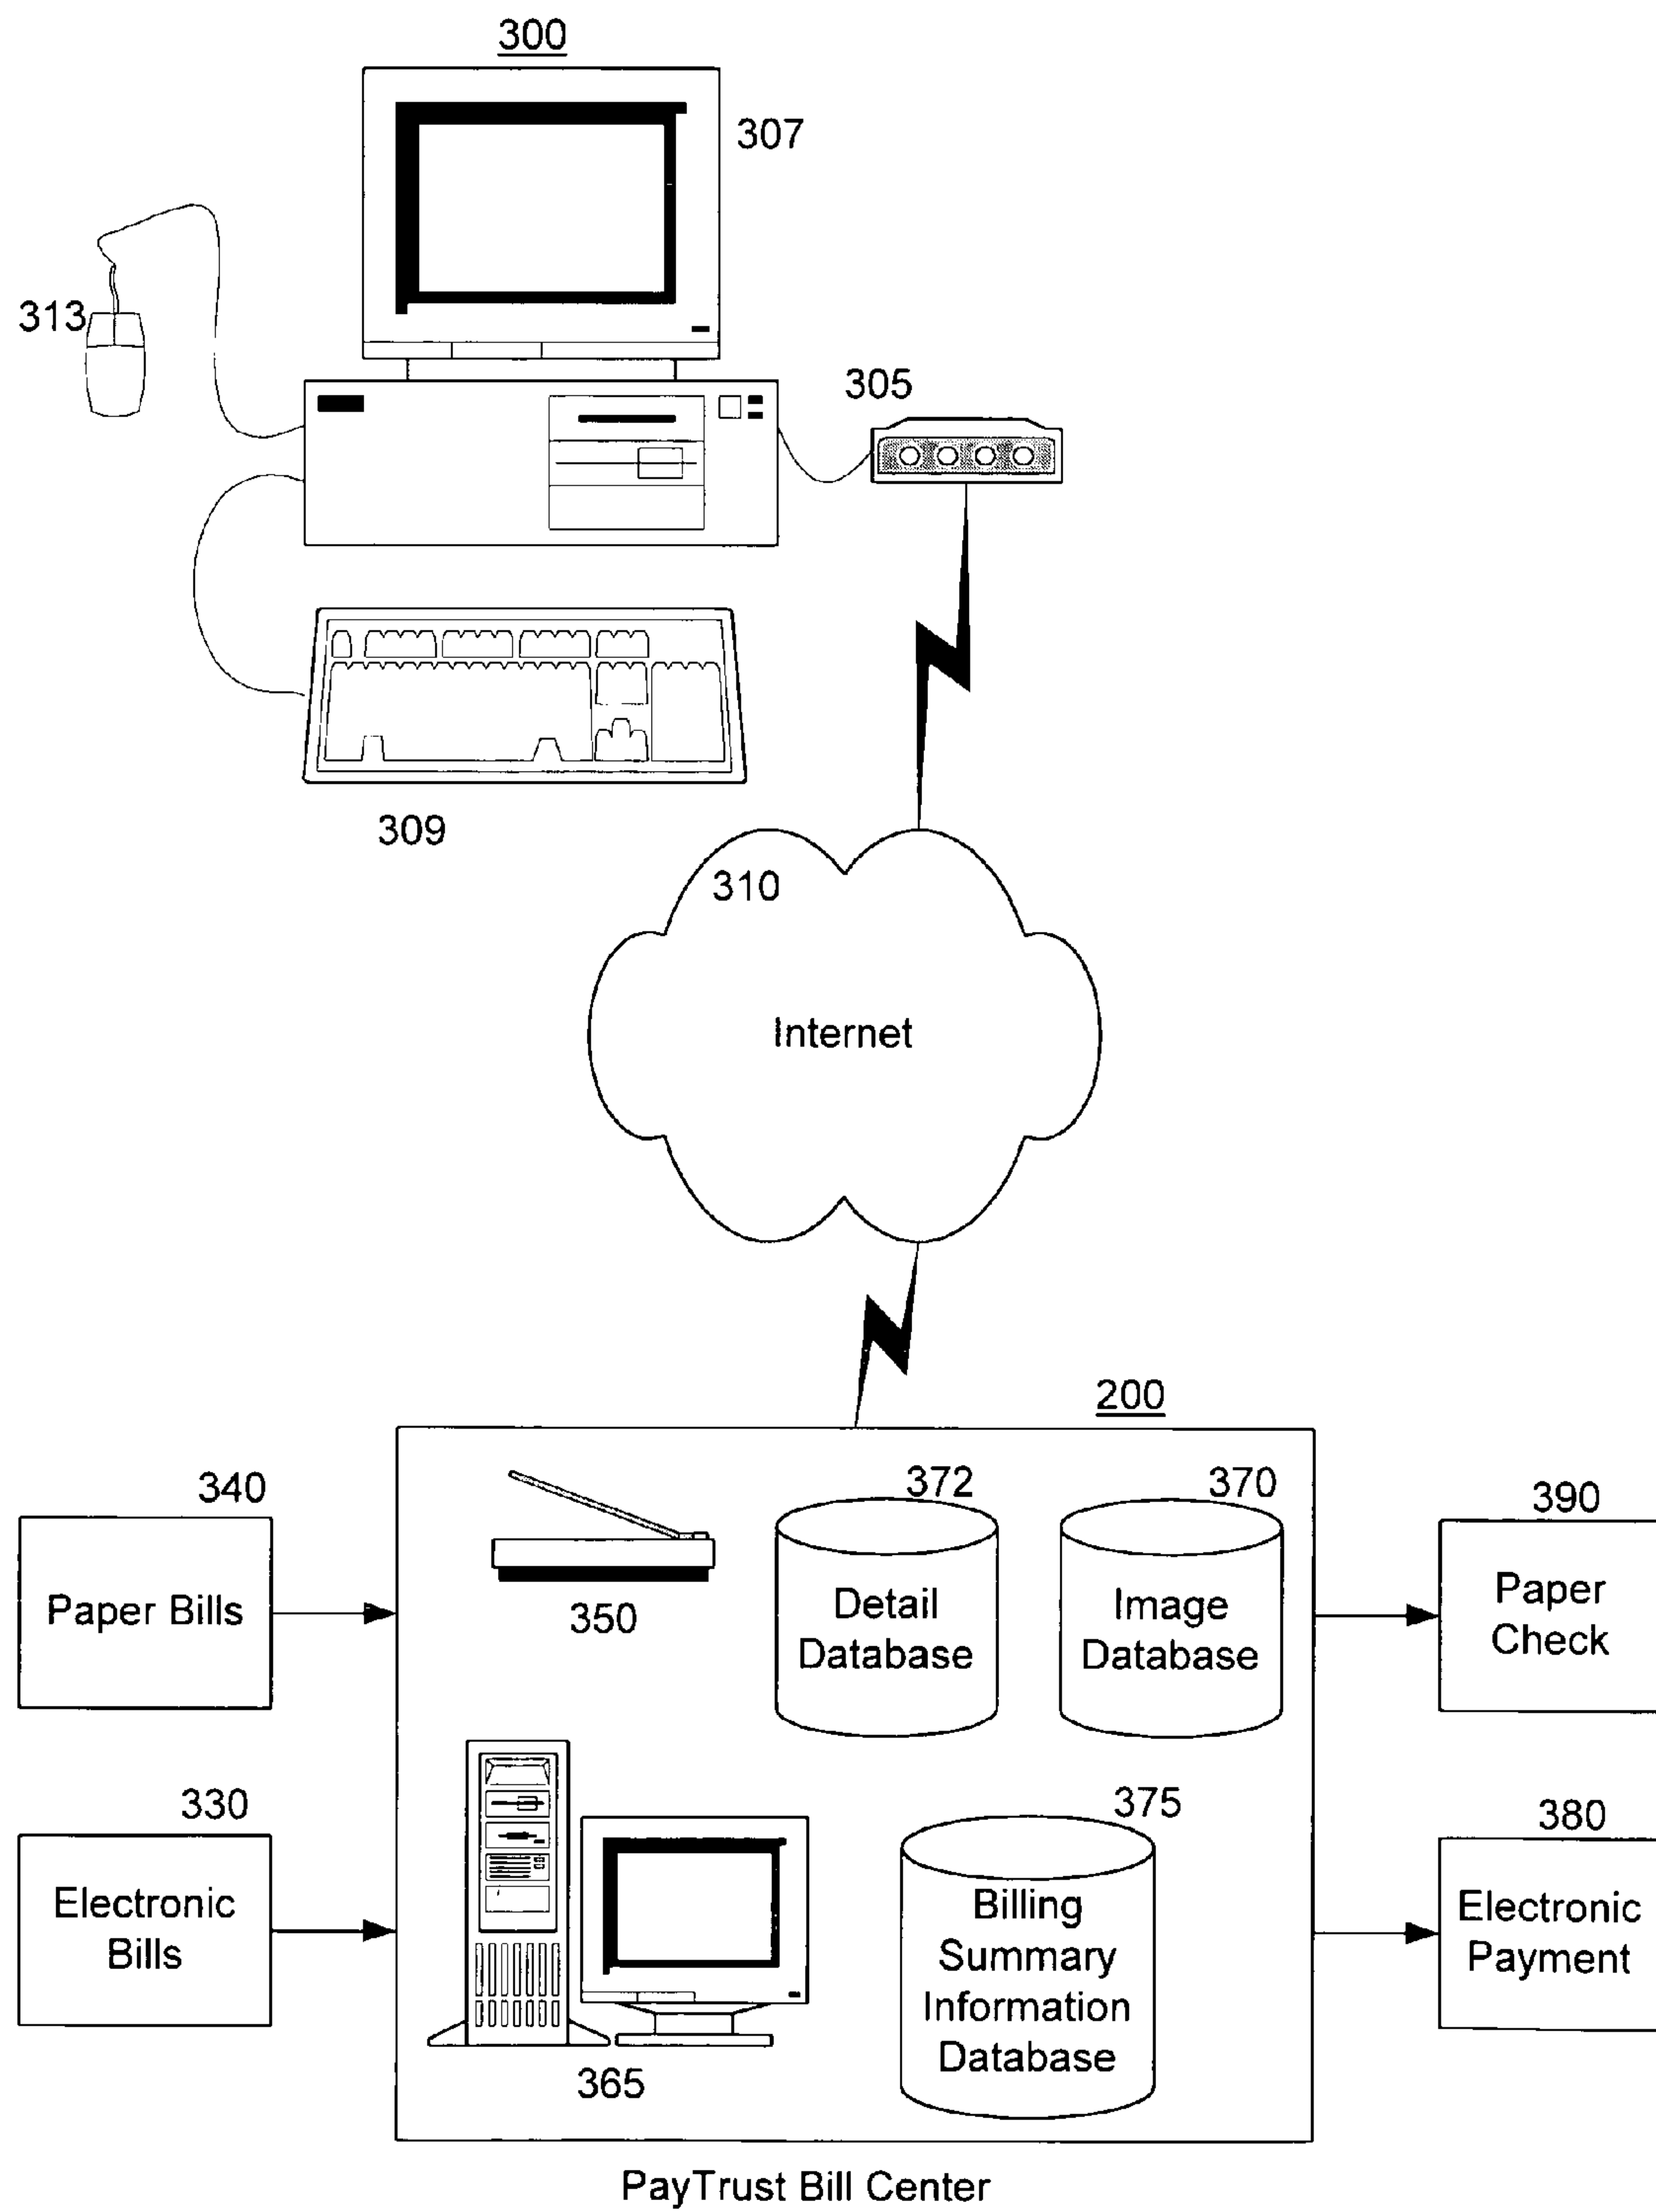 300
307
313
305
309
310
Internet
200
340
372
370
390
Paper Bills
350
Detail
Database
Image
Database
Paper
Check
330
375
380
Electronic
Bills
Billing
Summary
Information
Database
Electronic
Payment
365
PayTrust Bill Center